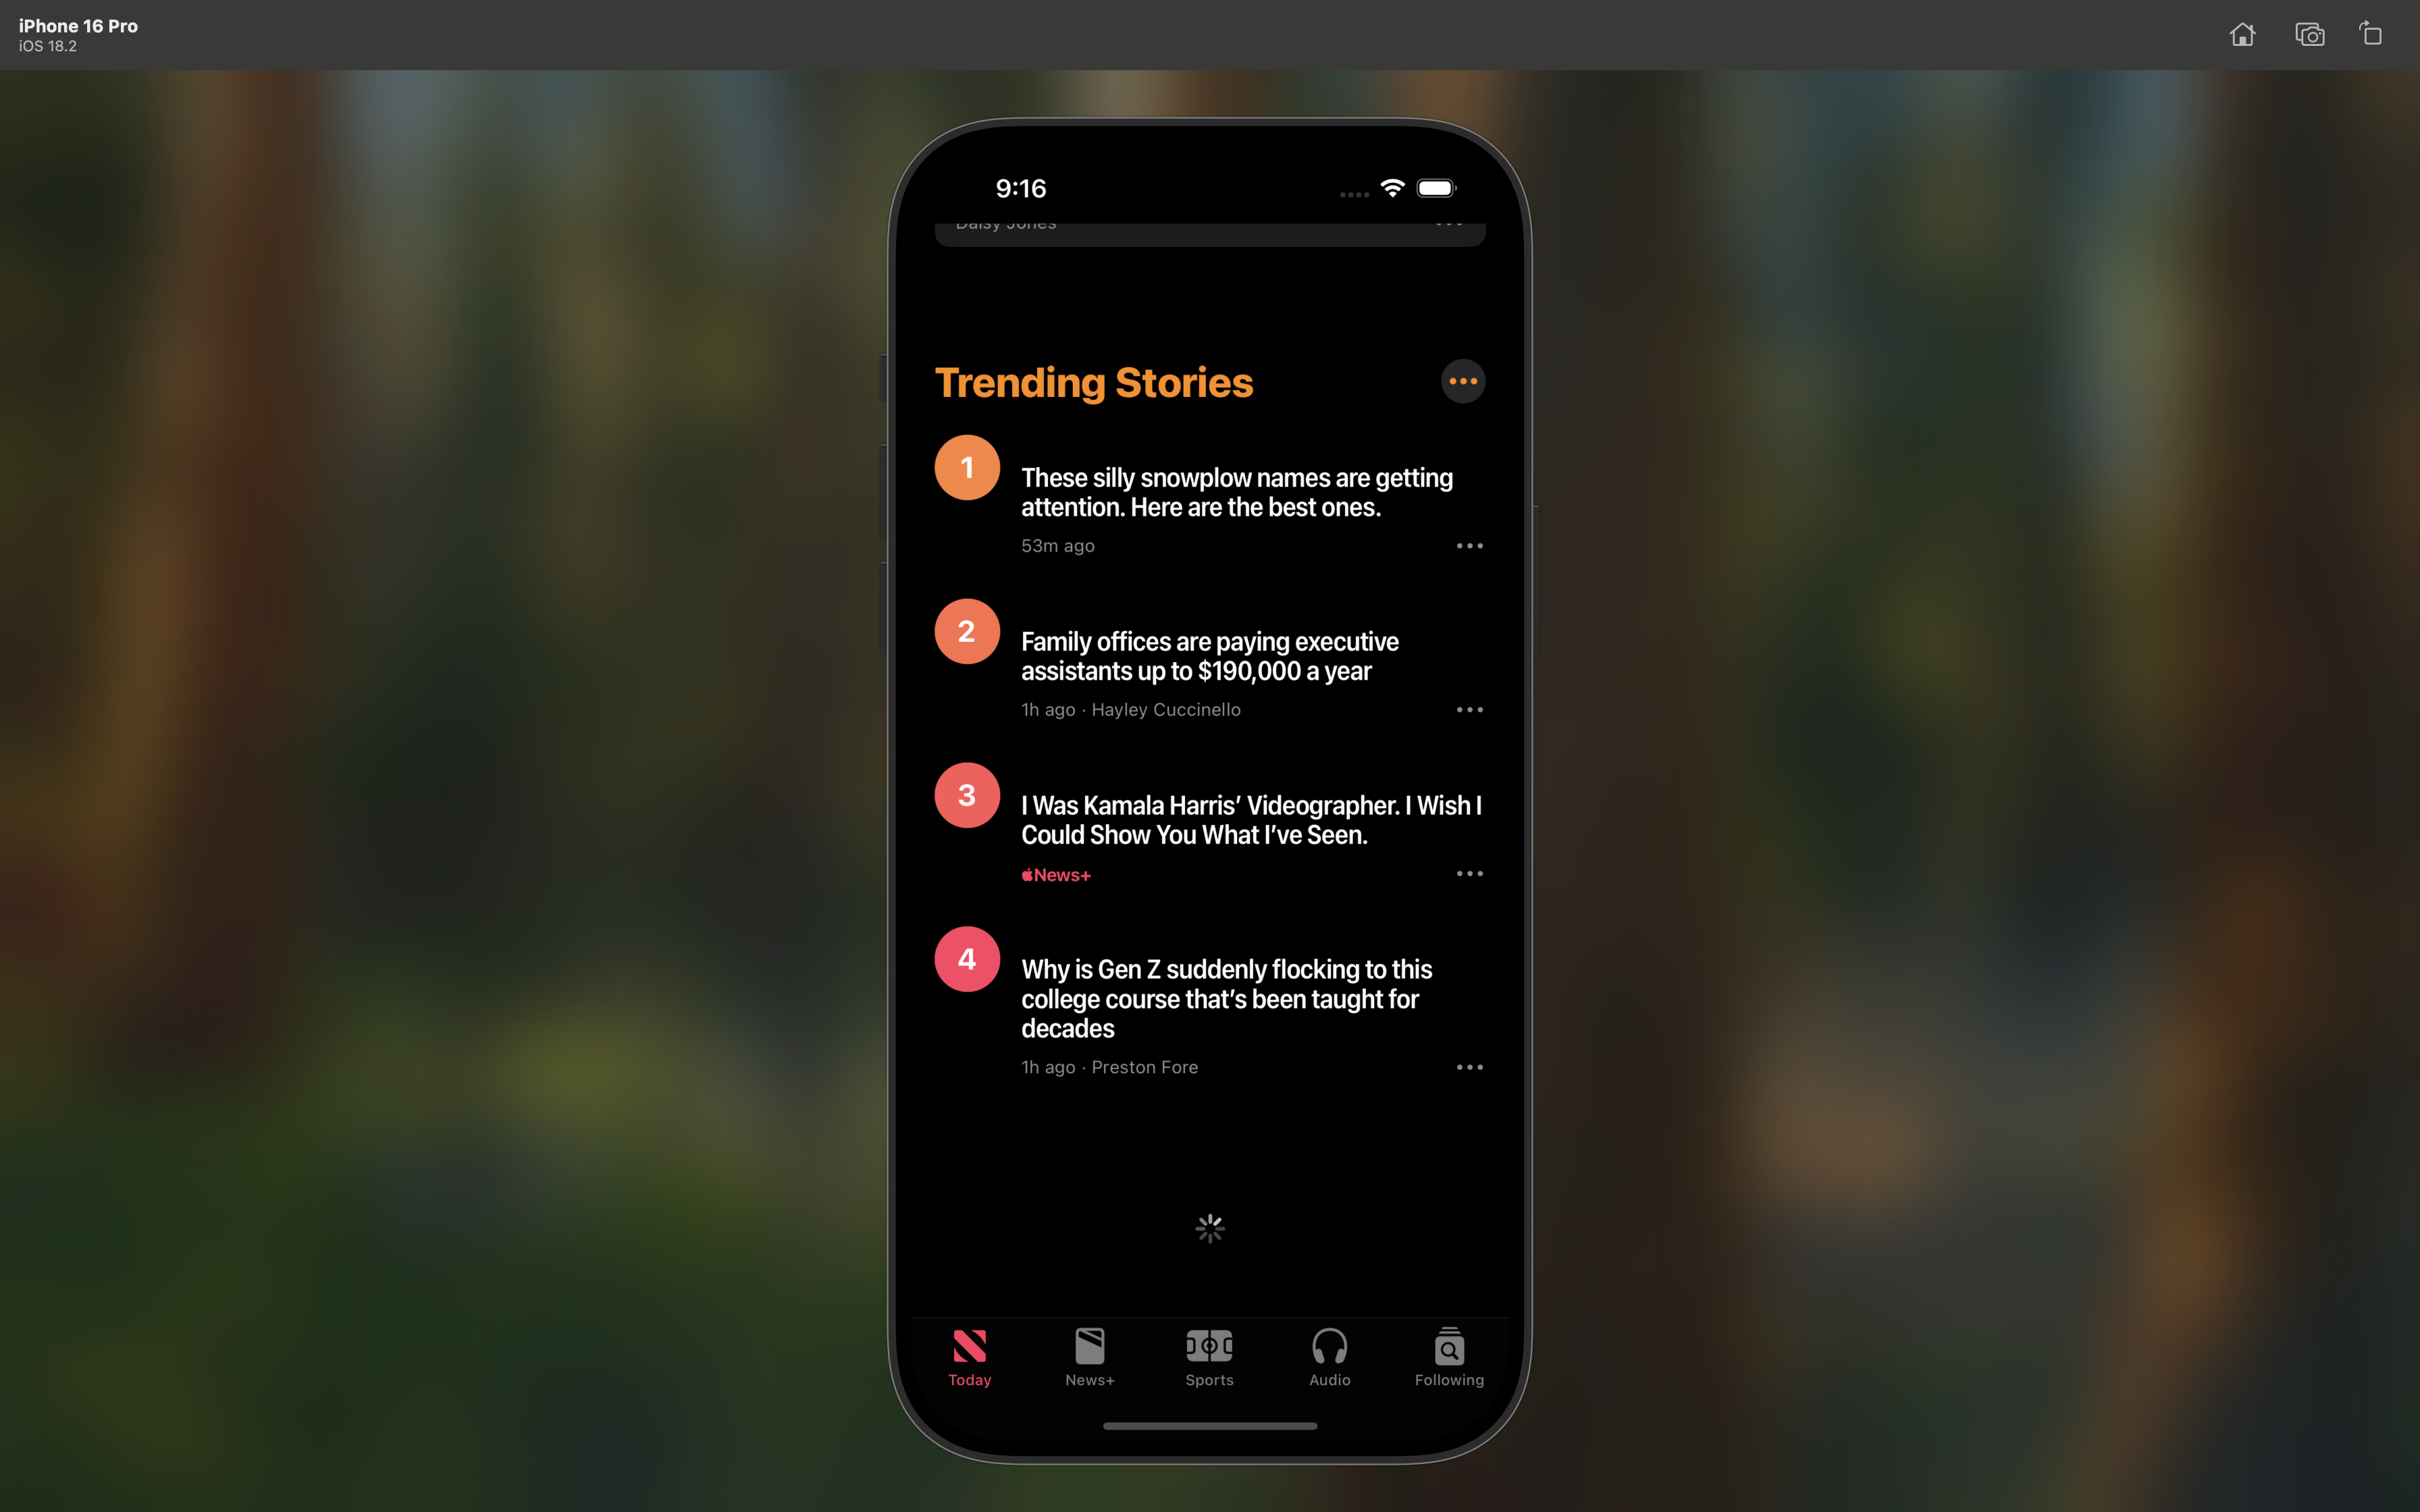 iPhone 16 Pro
iOS 18.2
9:16
Daisy Jones
Trending Stories
1
These silly snowplow names are getting
attention. Here are the best ones.
53m ago
2
Family offices are paying executive
assistants up to $190,000 a year
1h ago · Hayley Cuccinello
3
I Was Kamala Harris’ Videographer. I Wish I
Could Show You What I’ve Seen.
News+
4
Why is Gen Z suddenly flocking to this
college course that’s been taught for
decades
1h ago · Preston Fore
Today
News+
Sports
Audio
Following